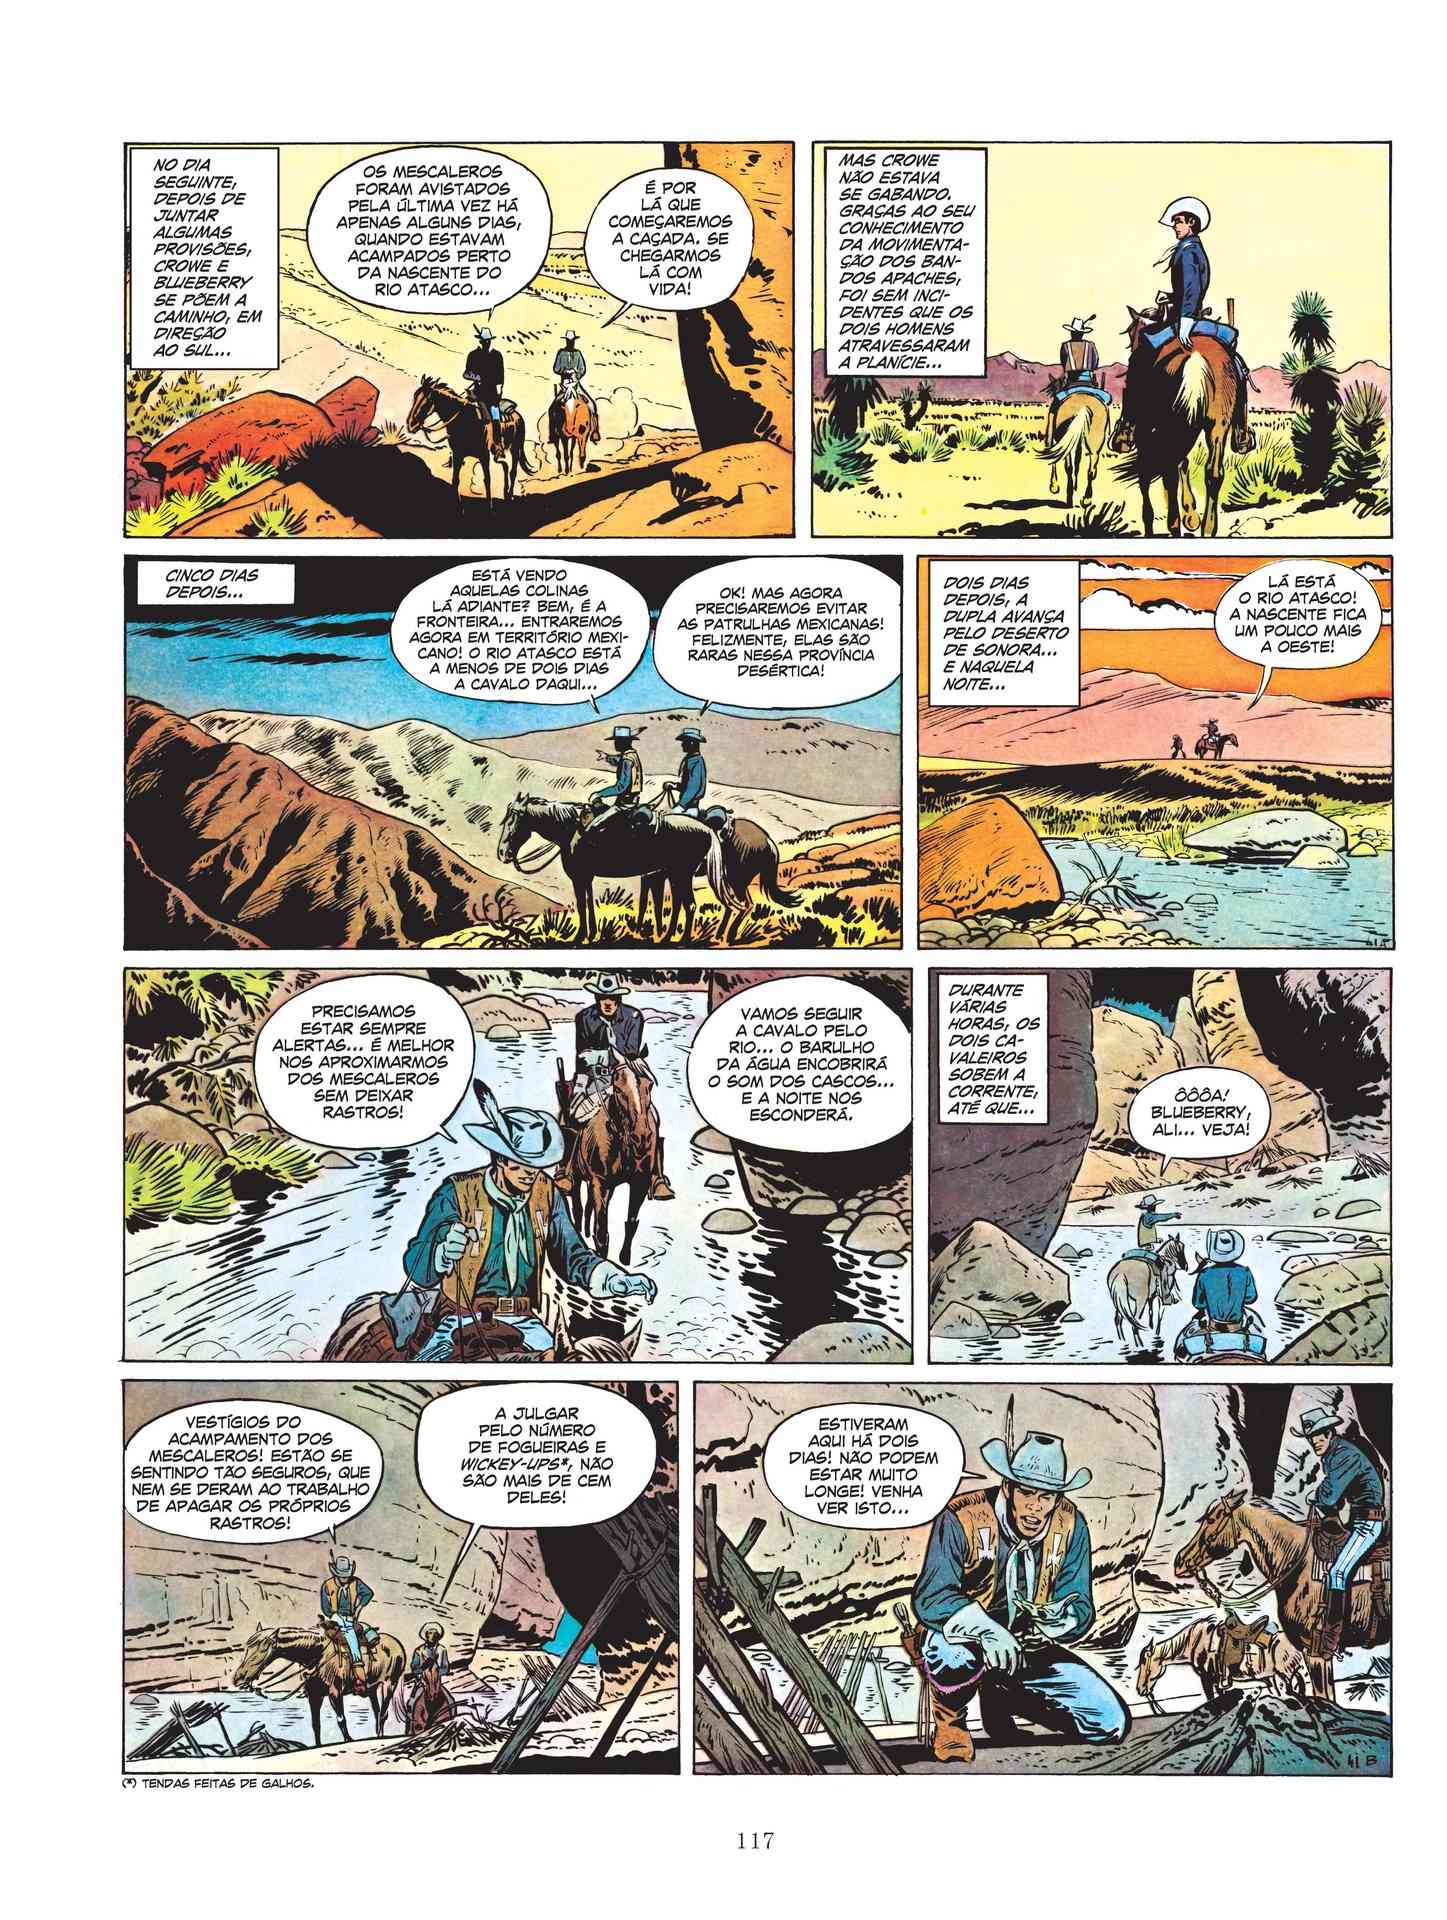 NO DIA
SEGUINTE,
DEPOIS DE
JUNTAR
ALGUMAS
PROVISÕES,
CROWE E
BLUEBERRY
SE PÕEM A
CAMINHO, EM
DIREÇÃO
AO SUL...
OS MESCALEROS
FORAM AVISTADOS
PELA ÚLTIMA VEZ HÁ
APENAS ALGUNS DIAS,
QUANDO ESTAVAM
ACAMPADOS PERTO
DA NASCENTE DO
RIO ATASCO...
É POR
LÁ QUE
COMEÇAREMOS
A CAÇADA. SE
CHEGARMOS
LÁ COM
VIDA!
MAS CROWE
NÃO ESTAVA
SE GABANDO.
GRAÇAS AO SEU
CONHECIMENTO
DA MOVIMENTA-
ÇÃO DOS BAN-
DOS APACHES,
FOI SEM INCI-
DENTES QUE OS
DOIS HOMENS
ATRAVESSARAM
A PLANÍCIE...
CINCO DIAS
DEPOIS...
ESTÁ VENDO
AQUELAS COLINAS
LÁ ADIANTE? BEM, É A
FRONTEIRA... ENTRAREMOS
AGORA EM TERRITÓRIO MEXI-
CANO! O RIO ATASCO ESTÁ
A MENOS DE DOIS DIAS
A CAVALO DAQUI...
OK! MAS AGORA
PRECISAREMOS EVITAR
AS PATRULHAS MEXICANAS!
FELIZMENTE, ELAS SÃO
RARAS NESSA PROVÍNCIA
DESÉRTICA!
DOIS DIAS
DEPOIS, A
DUPLA AVANÇA
PELO DESERTO
DE SONORA...
E NAQUELA
NOITE...
LÁ ESTÁ
O RIO ATASCO!
A NASCENTE FICA
UM POUCO MAIS
A OESTE!
41A
PRECISAMOS
ESTAR SEMPRE
ALERTAS... É MELHOR
NOS APROXIMARMOS
DOS MESCALEROS
SEM DEIXAR
RASTROS!
VAMOS SEGUIR
A CAVALO PELO
RIO... O BARULHO
DA ÁGUA ENCOBRIRÁ
O SOM DOS CASCOS...
E A NOITE NOS
ESCONDERÁ.
DURANTE
VÁRIAS
HORAS, OS
DOIS CA-
VALEIROS
SOBEM A
CORRENTE,
ATÉ QUE...
ÔÔÔA!
BLUEBERRY,
ALI... VEJA!
VESTÍGIOS DO
ACAMPAMENTO DOS
MESCALEROS! ESTÃO SE
SENTINDO TÃO SEGUROS, QUE
NEM SE DERAM AO TRABALHO
DE APAGAR OS PRÓPRIOS
RASTROS!
A JULGAR
PELO NÚMERO
DE FOGUEIRAS E
WICKEY-UPS*, NÃO
SÃO MAIS DE CEM
DELES!
ESTIVERAM
AQUI HÁ DOIS
DIAS! NÃO PODEM
ESTAR MUITO
LONGE! VENHA
VER ISTO...
41 B
(*) TENDAS FEITAS DE GALHOS.
117